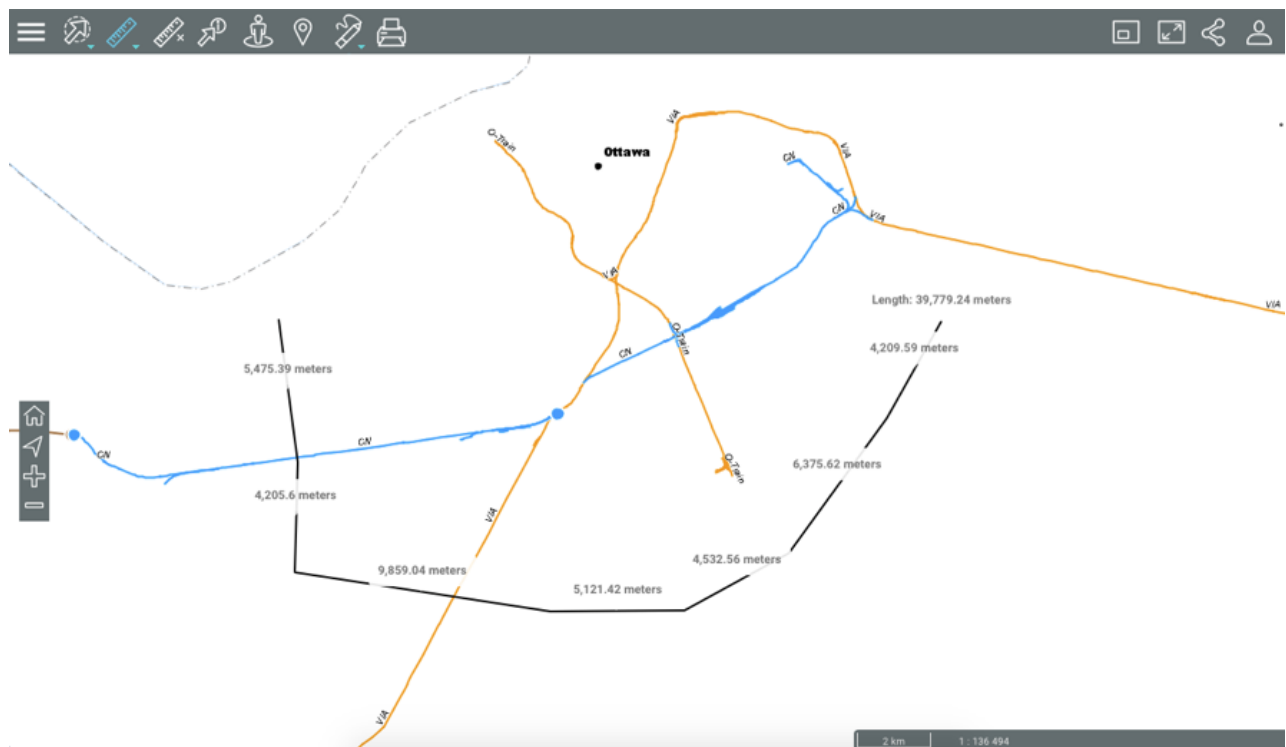 VIA
O-Train
Ottawa
VIA
CN
CN
VIA
VIA
Length: 39,779.24 meters
VIA
O-Train
CN
4,209.59 meters
5,475.39 meters
CN
CN
O-Train
6,375.62 meters
4,205.6 meters
VIA
4,532.56 meters
9,859.04 meters
5,121.42 meters
VIA
2 km
1 : 136 494